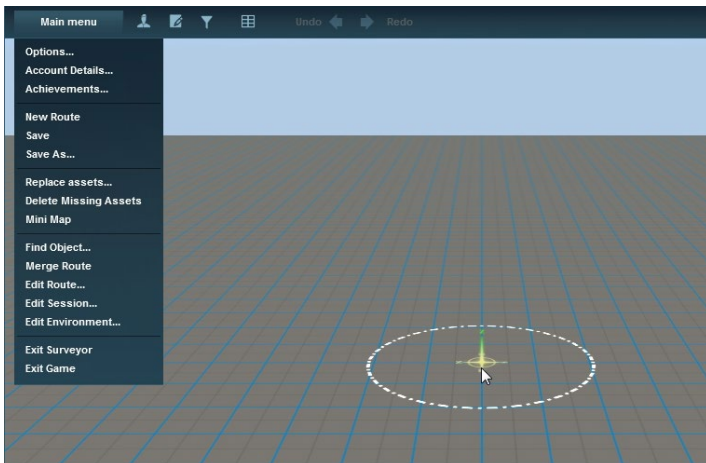 Main menu
Undo Redo
Options...
Account Details...
Achievements...
New Route
Save
Save As...
Replace assets...
Delete Missing Assets
Mini Map
Find Object...
Merge Route
Edit Route...
Edit Session...
Edit Environment...
Exit Surveyor
Exit Game